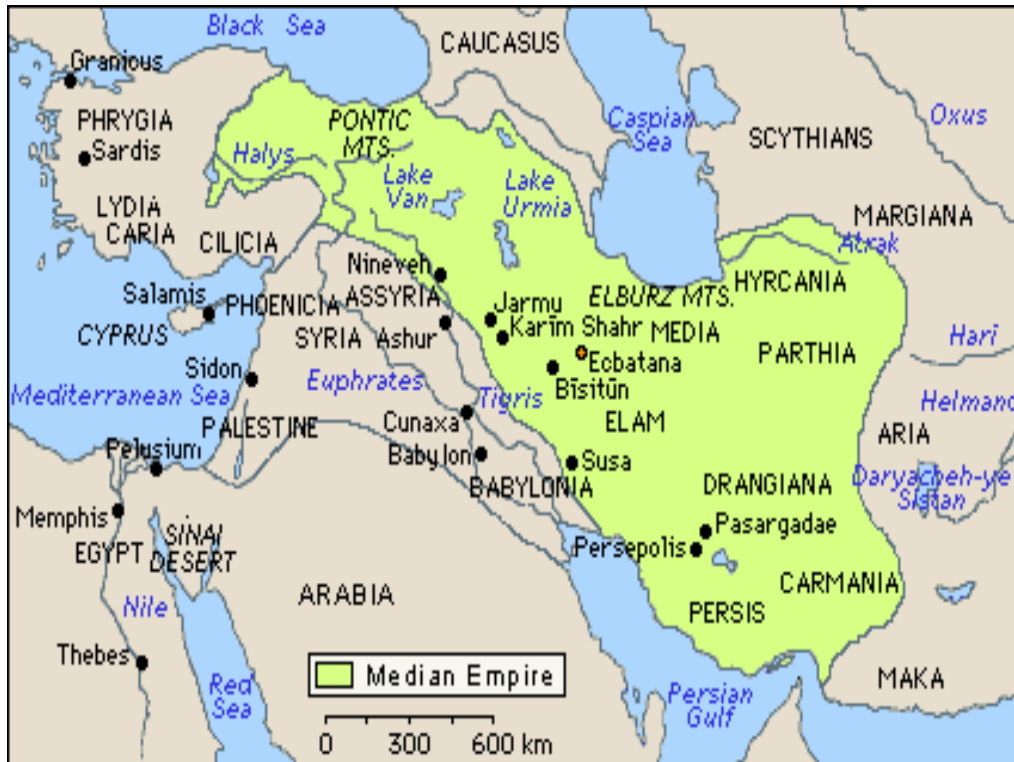 Black Sea
CAUCASUS
Granicus
Caspian
Sea
Oxus
PHRYGIA
PONTIC
MTS.
SCYTHIANS
Sardis
Halys
Lake
Van
Lake
Urmia
LYDIA
CARIA
CILICIA
MARGIANA
Atrak
Nineveh
HYRCANIA
Salamis
PHOENICIA
ASSYRIA
ELBURZ MTS.
Jarmu
CYPRUS
SYRIA
Ashur
Karīm Shahr
MEDIA
Hari
PARTHIA
Ecbatana
Sidon
Euphrates
Bīsitūn
Mediterranean Sea
Tigris
Helmand
Cunaxa
ELAM
PALESTINE
ARIA
Pelusium
Babylon
Susa
BABYLONIA
DRANGIANA
Daryacheh-ye
Sistan
Memphis
SINAI
DESERT
Pasargadae
EGYPT
Persepolis
CARMANIA
Nile
ARABIA
PERSIS
Thebes
Median Empire
Red
Sea
Persian
Gulf
MAKA
0 300 600 km